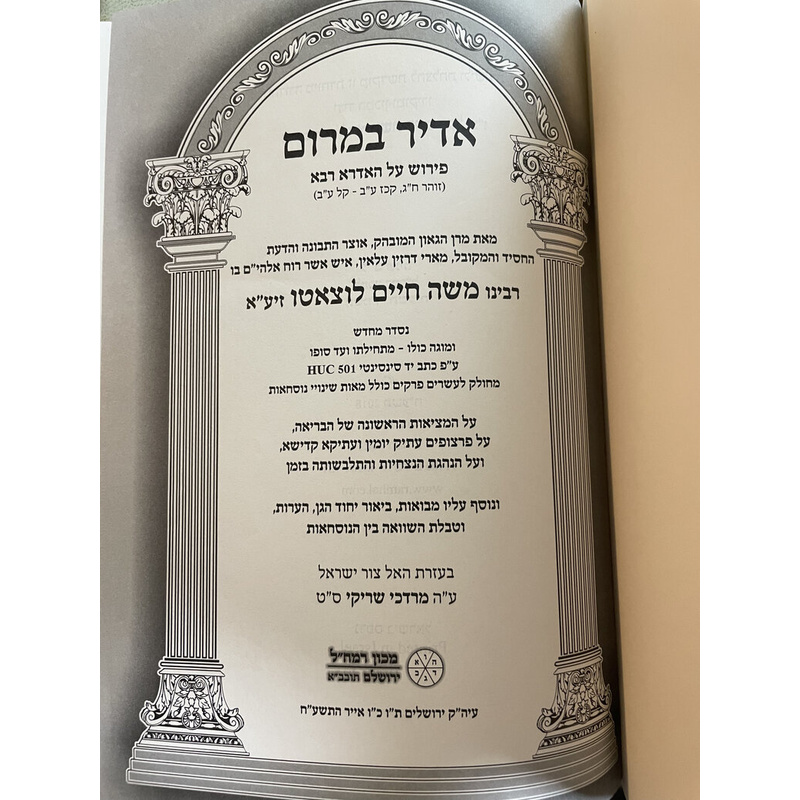 אדיר במרום
פירוש על האדרא רבא
(זוהר ח"ג, קכז ע"ב - קל ע"ב)
מאת מרן הגאון המובהק, אוצר התבונה והדעת
החסיד והמקובל, מארי דרזין עלאין, איש אשר רוח אלהי"ם בו
רבינו משה חיים לוצאטו זיע"א
נסדר מחדש
ומוגה כולו - מתחילתו ועד סופו
ע"פ כתב יד סינסינטי HUC 501
מחולק לעשרים פרקים כולל מאות שינויי נוסחאות
על המציאות הראשונה של הבריאה,
על פרצופים עתיק יומין ועתיקא קדישא,
ועל הנהגת הנצחיות והתלבשותה בזמן
ונוסף עליו מבואות, ביאור יחוד הגן, הערות,
וטבלת השוואה בין הנוסחאות
בעזרת האל צור ישראל
ע"ה מרדכי שריקי ס"ט
מכון רמח"ל
ירושלם תובב"א
עיה"ק ירושלים ת"ו כ"ו אייר התשע"ח